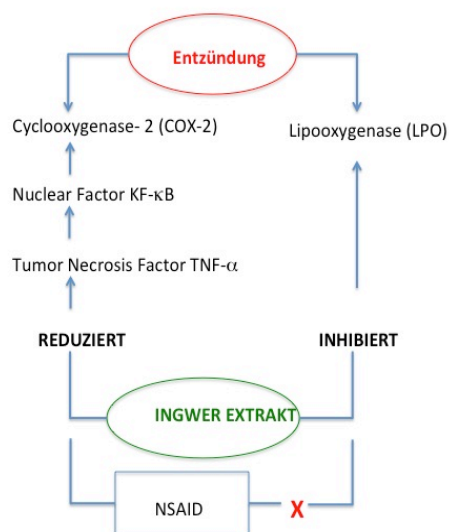 Entzündung
Cyclooxygenase- 2 (COX-2)
Lipooxygenase (LPO)
Nuclear Factor KF-κB
Tumor Necrosis Factor TNF-α
REDUZIERT
INHIBIERT
INGWER EXTRAKT
NSAID
X